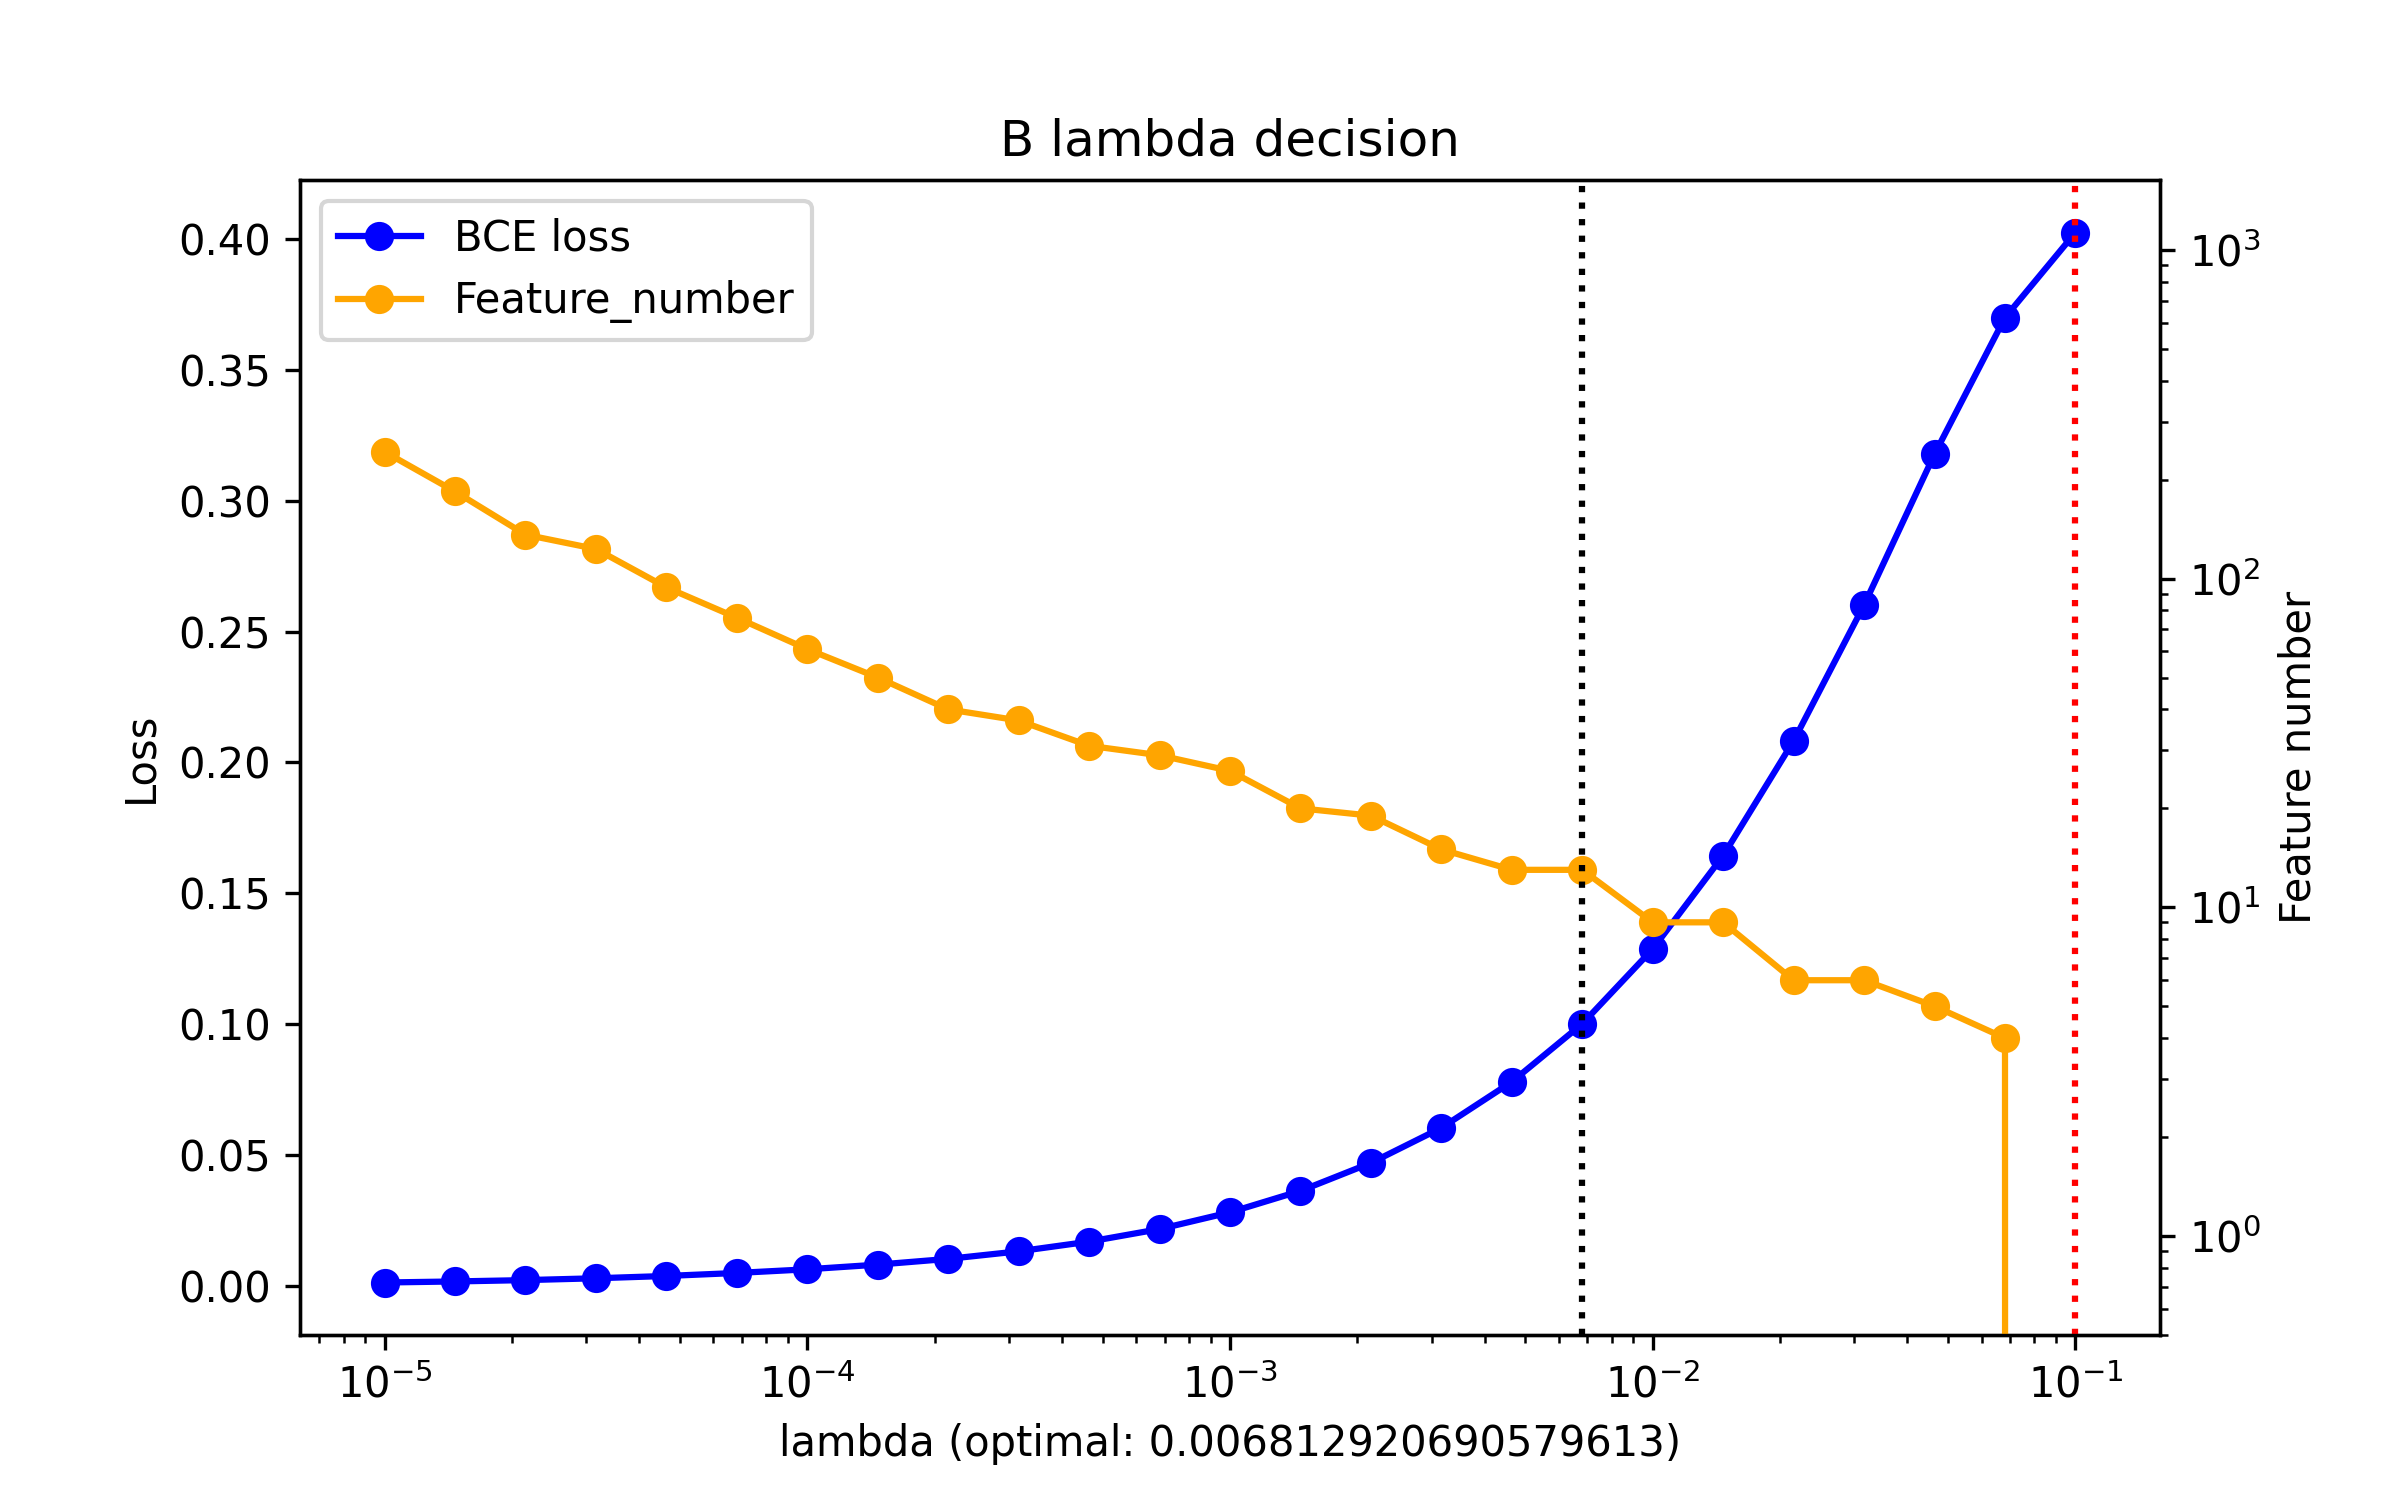 B lambda decision
BCE loss
Feature_number
0.40
0.35
0.30
0.25
0.20
0.15
0.10
0.05
0.00
Loss
10³
10²
10¹
10⁰
Feature number
10⁻⁵ 10⁻⁴ 10⁻³ 10⁻² 10⁻¹
lambda (optimal: 0.006812920690579613)